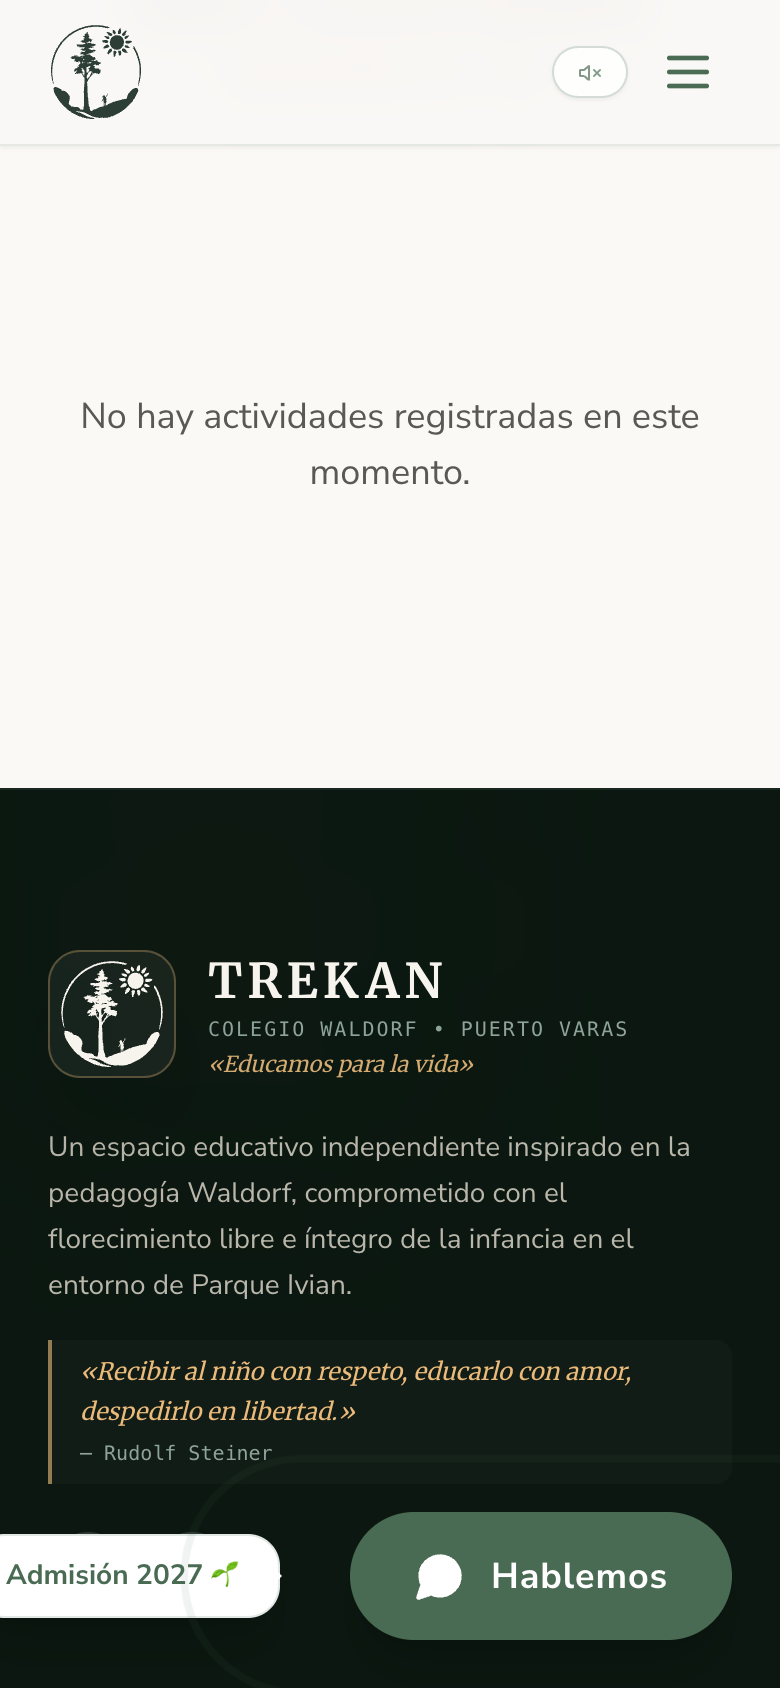 No hay actividades registradas en este
momento.
TREKAN
COLEGIO WALDORF • PUERTO VARAS
«Educamos para la vida»
Un espacio educativo independiente inspirado en la
pedagogía Waldorf, comprometido con el
florecimiento libre e íntegro de la infancia en el
entorno de Parque Ivian.
«Recibir al niño con respeto, educarlo con amor,
despedirlo en libertad.»
— Rudolf Steiner
Admisión 2027 🌱
Hablemos